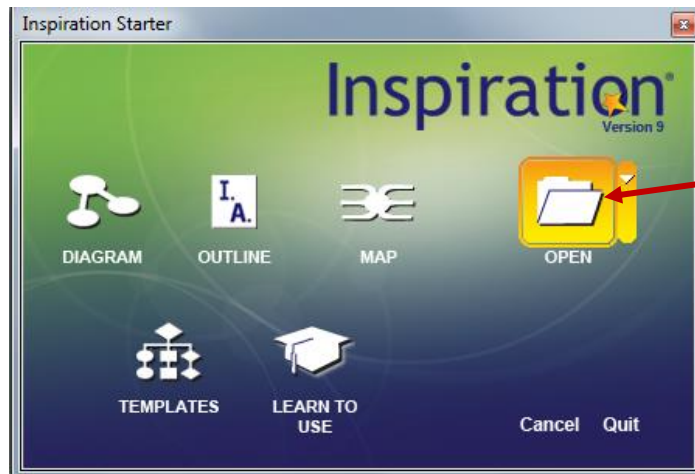 Inspiration Starter
Inspiration®
Version 9
I.
A.
DIAGRAM OUTLINE MAP OPEN
TEMPLATES LEARN TO
USE
Cancel Quit